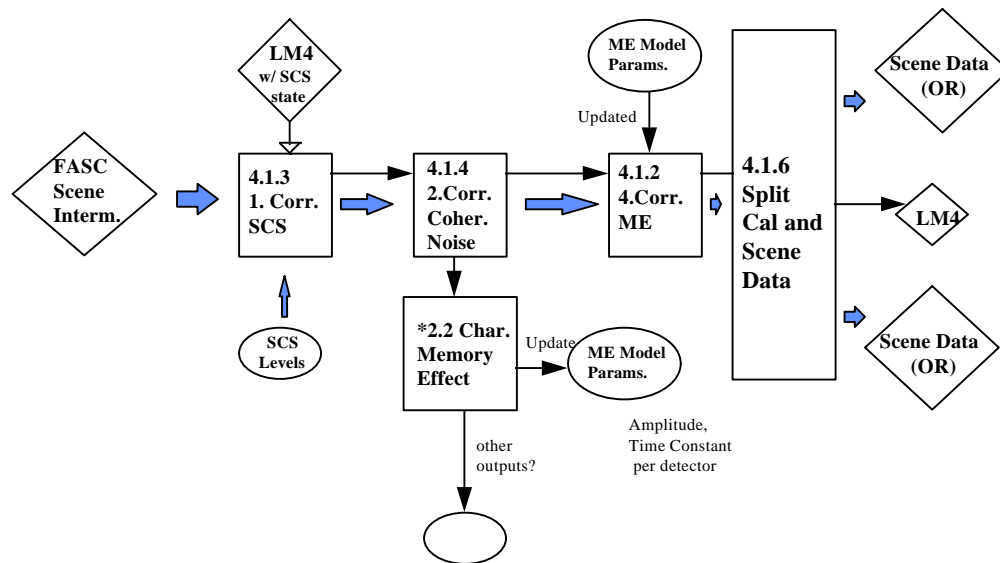 LM4
w/ SCS
state
ME Model
Params.
Updated
Scene Data
(OR)
FASC
Scene
Interm.
4.1.3
1. Corr.
SCS
4.1.4
2.Corr.
Coher.
Noise
4.1.2
4.Corr.
ME
4.1.6
Split
Cal and
Scene
Data
LM4
SCS
Levels
*2.2 Char.
Memory
Effect
Update
ME Model
Params.
Scene Data
(OR)
Amplitude,
Time Constant
per detector
other
outputs?